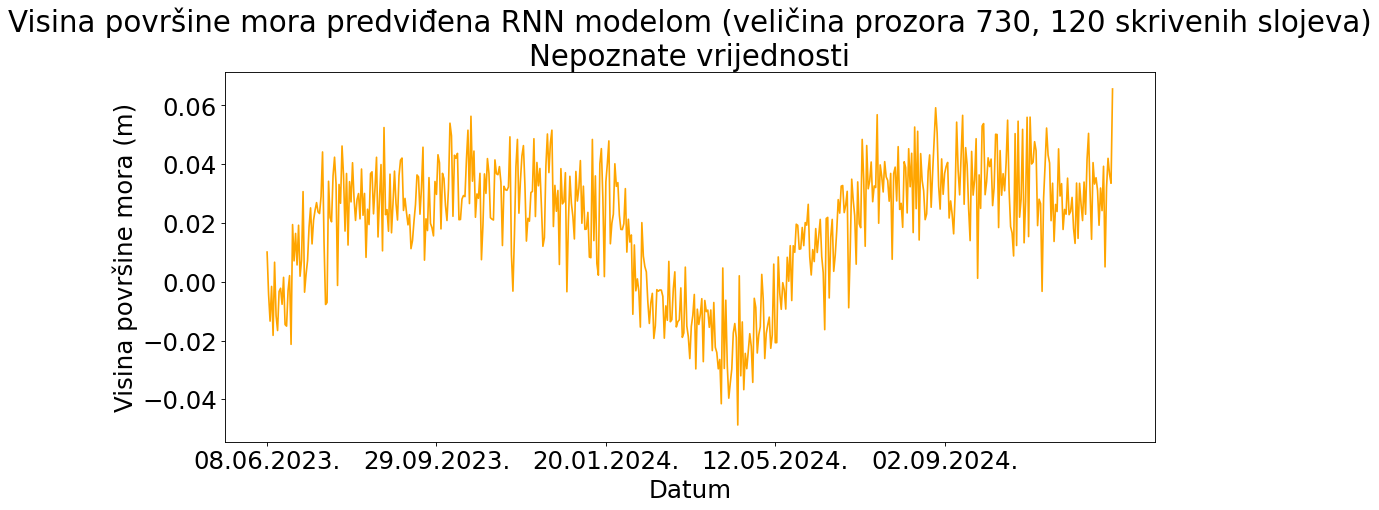 Visina površine mora predviđena RNN modelom (veličina prozora 730, 120 skrivenih slojeva)
Nepoznate vrijednosti
Visina površine mora (m)
0.06
0.04
0.02
0.00
−0.02
−0.04
08.06.2023. 29.09.2023. 20.01.2024. 12.05.2024. 02.09.2024.
Datum